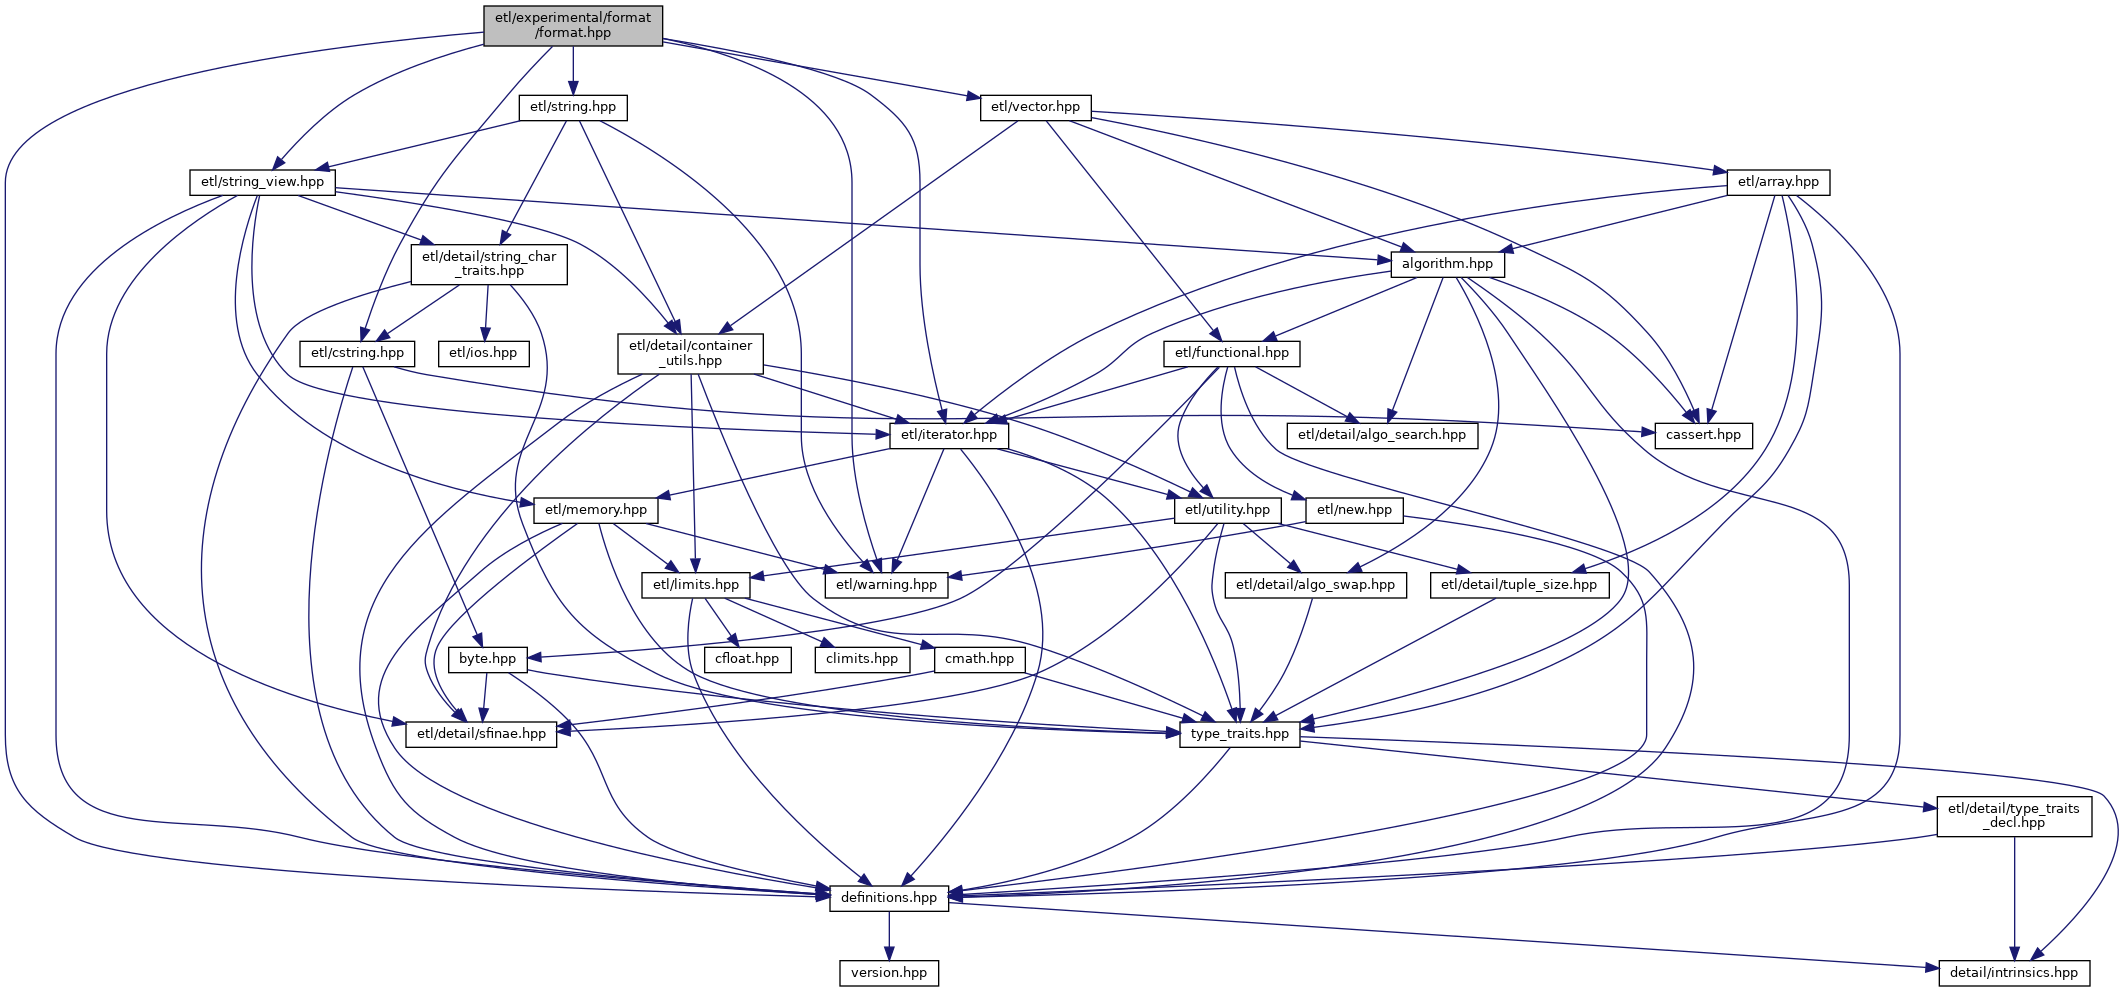 etl/experimental/format
/format.hpp
etl/string.hpp
etl/vector.hpp
etl/string_view.hpp
etl/array.hpp
etl/detail/string_char
_traits.hpp
algorithm.hpp
etl/cstring.hpp
etl/ios.hpp
etl/detail/container
_utils.hpp
etl/functional.hpp
etl/iterator.hpp
etl/detail/algo_search.hpp
cassert.hpp
etl/memory.hpp
etl/utility.hpp
etl/new.hpp
etl/limits.hpp
etl/warning.hpp
etl/detail/algo_swap.hpp
etl/detail/tuple_size.hpp
byte.hpp
cfloat.hpp
climits.hpp
cmath.hpp
etl/detail/sfinae.hpp
type_traits.hpp
etl/detail/type_traits
_decl.hpp
definitions.hpp
version.hpp
detail/intrinsics.hpp